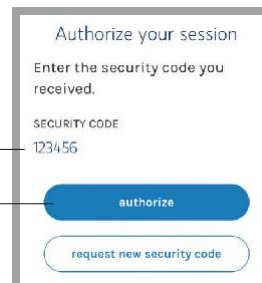 Authorize your session
Enter the security code you
received.
SECURITY CODE
123456
authorize
request new security code